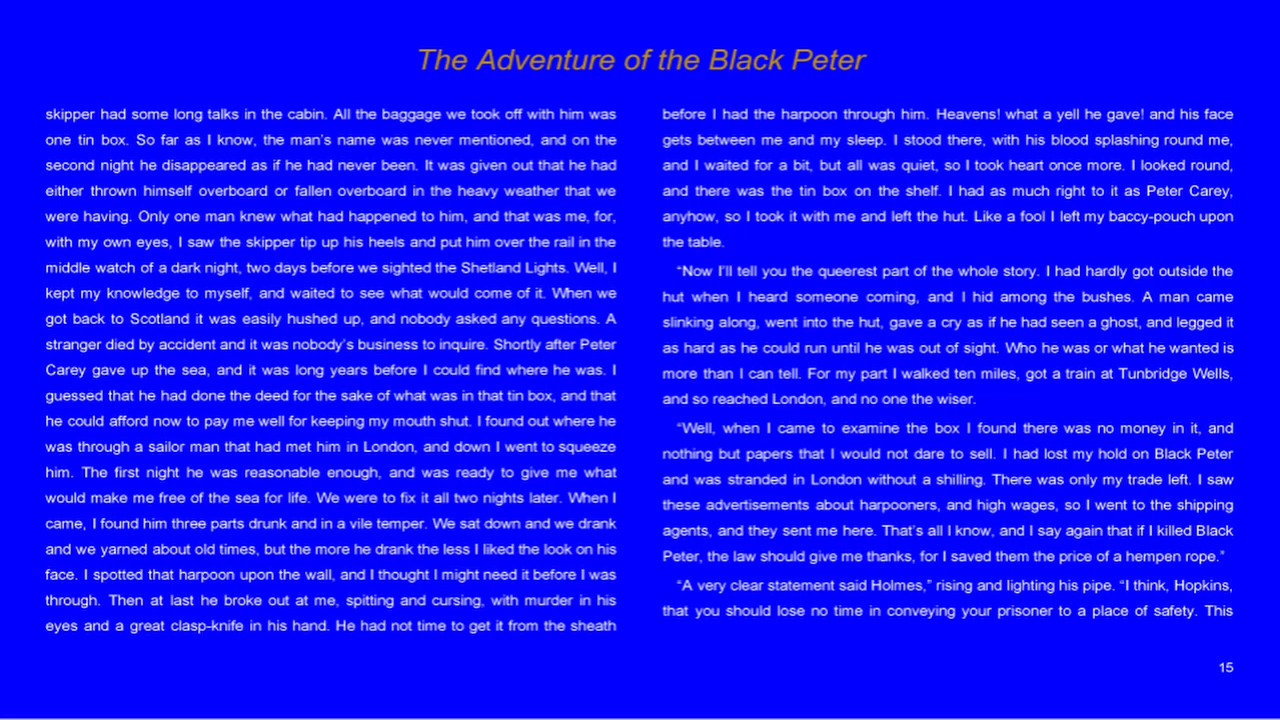 The Adventure of the Black Peter
skipper had some long talks in the cabin. All the baggage we took off with him was
one tin box. So far as I know, the man's name was never mentioned, and on the
second night he disappeared as if he had never been. It was given out that he had
either thrown himself overboard or fallen overboard in the heavy weather that we
were having. Only one man knew what had happened to him, and that was me, for,
with my own eyes, I saw the skipper tip up his heels and put him over the rail in the
middle watch of a dark night, two days before we sighted the Shetland Lights. Well, I
kept my knowledge to myself, and waited to see what would come of it. When we
got back to Scotland it was easily hushed up, and nobody asked any questions. A
stranger died by accident and it was nobody's business to inquire. Shortly after Peter
Carey gave up the sea, and it was long years before I could find where he was. I
guessed that he had done the deed for the sake of what was in that tin box, and that
he could afford now to pay me well for keeping my mouth shut. I found out where he
was through a sailor man that had met him in London, and down I went to squeeze
him. The first night he was reasonable enough, and was ready to give me what
would make me free of the sea for life. We were to fix it all two nights later. When I
came, I found him three parts drunk and in a vile temper. We sat down and we drank
and we yarned about old times, but the more he drank the less I liked the look on his
face. I spotted that harpoon upon the wall, and I thought I might need it before I was
through. Then at last he broke out at me, spitting and cursing, with murder in his
eyes and a great clasp-knife in his hand. He had not time to get it from the sheath
before I had the harpoon through him. Heavens! what a yell he gave! and his face
gets between me and my sleep. I stood there, with his blood splashing round me,
and I waited for a bit, but all was quiet, so I took heart once more. I looked round,
and there was the tin box on the shelf. I had as much right to it as Peter Carey,
anyhow, so I took it with me and left the hut. Like a fool I left my baccy-pouch upon
the table.
“Now I'll tell you the queerest part of the whole story. I had hardly got outside the
hut when I heard someone coming, and I hid among the bushes. A man came
slinking along, went into the hut, gave a cry as if he had seen a ghost, and legged it
as hard as he could run until he was out of sight. Who he was or what he wanted is
more than I can tell. For my part I walked ten miles, got a train at Tunbridge Wells,
and so reached London, and no one the wiser.
“Well, when I came to examine the box I found there was no money in it, and
nothing but papers that I would not dare to sell. I had lost my hold on Black Peter
and was stranded in London without a shilling. There was only my trade left. I saw
these advertisements about harpooners, and high wages, so I went to the shipping
agents, and they sent me here. That's all I know, and I say again that if I killed Black
Peter, the law should give me thanks, for I saved them the price of a hempen rope.”
“A very clear statement said Holmes,” rising and lighting his pipe. “I think, Hopkins,
that you should lose no time in conveying your prisoner to a place of safety. This
15